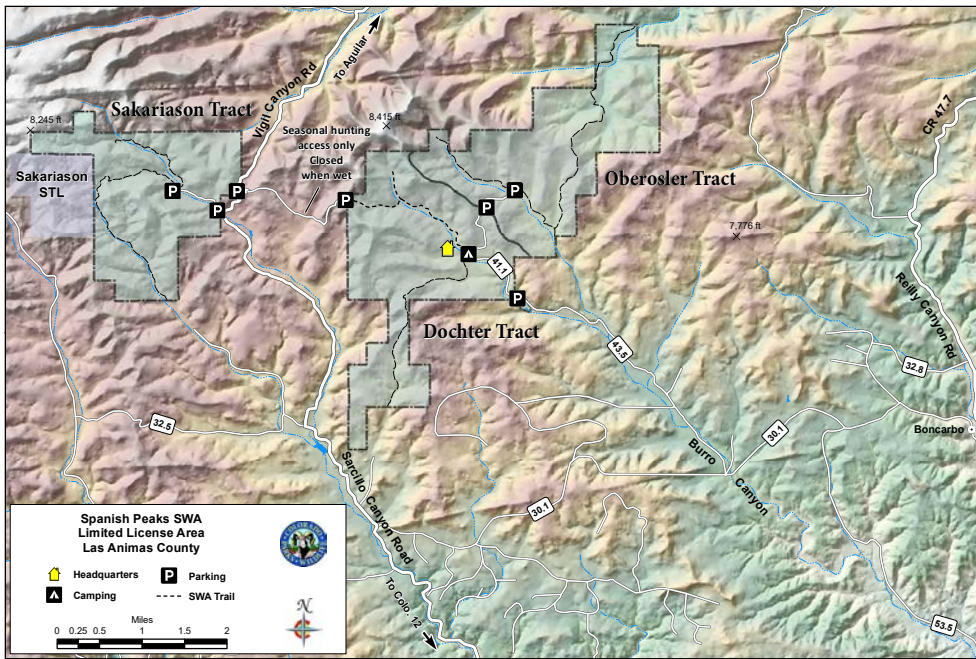 To Aguilar
Vigil Canyon Rd
Sakariason Tract
8,245 ft
8,415 ft
CR 47.7
Seasonal hunting
access only
Closed
when wet
Sakariason
STL
Oberosler Tract
P
P
P
P
P
P
P
7,776 ft
41.1
Reilly Canyon Rd
Dochter Tract
43.5
32.8
32.5
Boncarbo
30.1
Burro
Canyon
Sarcillo Canyon Road
30.1
To Colo. 12
53.5
Spanish Peaks SWA
Limited License Area
Las Animas County
COLORADO
Headquarters
P Parking
Camping
SWA Trail
N
Miles
0 0.25 0.5 1 1.5 2